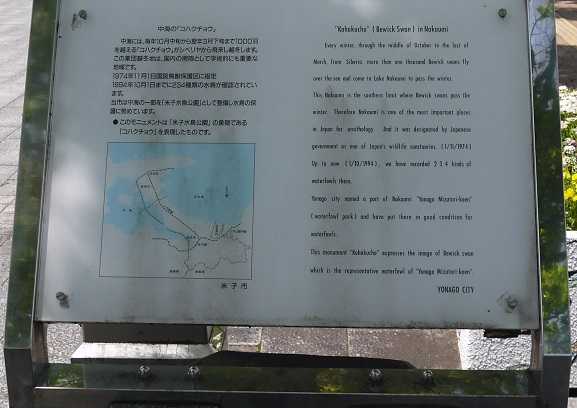 中海の「コハクチョウ」
中海には、毎年10月中旬から翌年3月下旬まで1000羽
を越える「コハクチョウ」がシベリヤから飛来し越冬します。
この集団越冬地は、国内の南限として学術的にも重要な
地域です。
1974年11月1日国設鳥獣保護区に指定
1994年10月1日までに234種類の水鳥が確認されてい
ます。
当市は中海の一部を「米子水鳥公園」として整備し水鳥の保
護に努めています。
● このモニュメントは「米子水鳥公園」の象徴である
「コハクチョウ」を表現したものです。
米子市
"Kohakucho" (Bewick Swan) in Nakaumi
Every winter, through the middle of October to the last of
March, from Siberia, more than one thousand Bewick swans fly
over the sea and come to Lake Nakaumi to pass the winter.
This Nakaumi is the southern limit where Bewick swans pass the
winter. Therefore Nakaumi is one of the most important places
in Japan for ornithology. And it was designated by Japanese
government as one of Japan's wildlife sanctuaries. (1/11/1974)
Up to now (1/10/1994), we have recorded 234 kinds of
waterfowls there.
Yonago city named a part of Nakaumi "Yonago Mizutori-koen"
(waterfowl park) and have put there in good condition for
waterfowls.
This monument "Kohakucho" expresses the image of Bewick swan
which is the representative waterfowl of "Yonago Mizutori-koen".
YONAGO CITY